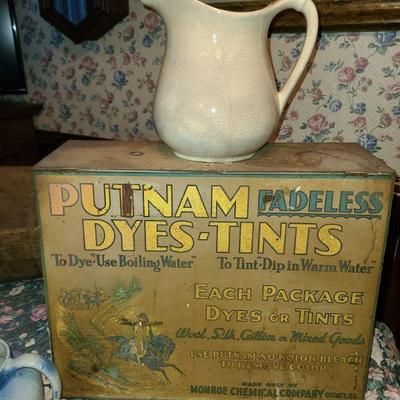 PUTNAM FADELESS
DYES-TINTS
To Dye "Use Boiling Water" To Tint-Dip in Warm Water
EACH PACKAGE
DYES OR TINTS
Wool, Silk, Cotton or Mixed Goods
USE PUTNAM NO-KOLOR BLEACH
TO REMOVE COLOR
MADE ONLY BY
MONROE CHEMICAL COMPANY QUINCY, ILL.